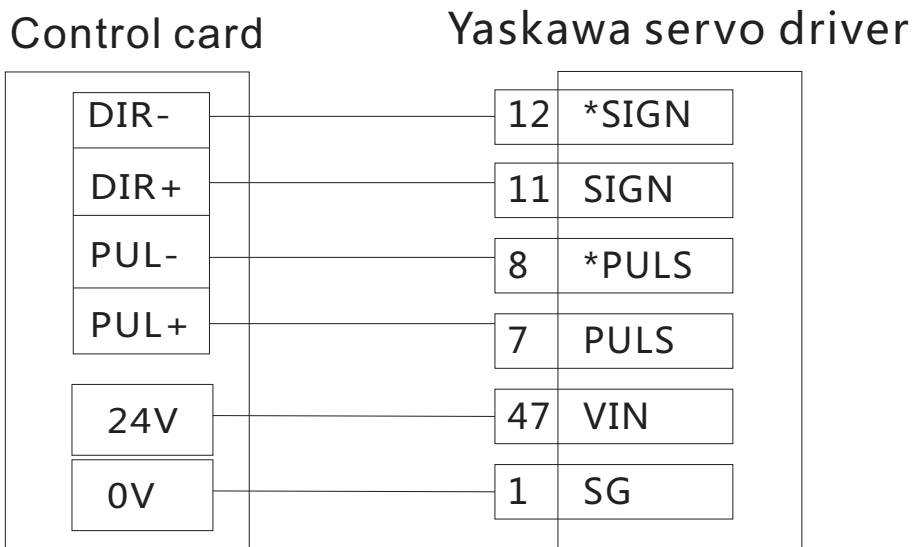 Control card Yaskawa servo driver
DIR- 12 *SIGN
DIR+ 11 SIGN
PUL- 8 *PULS
PUL+ 7 PULS
24V 47 VIN
0V 1 SG